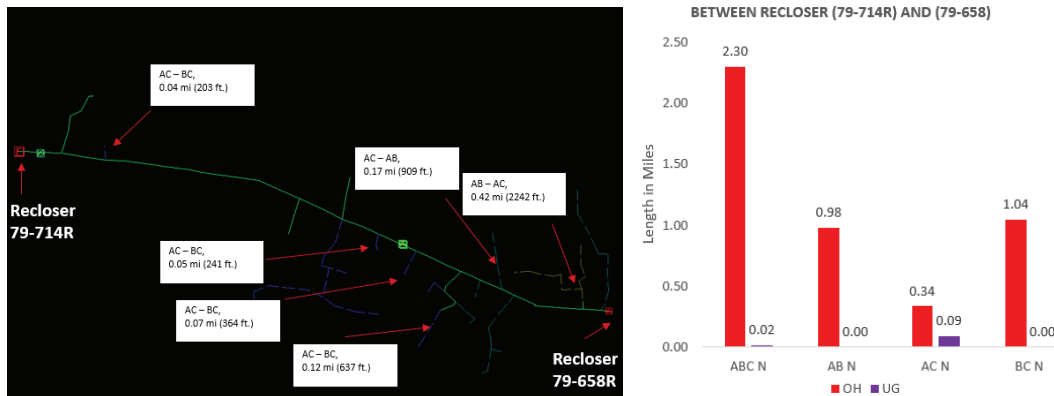 AC – BC,
0.04 mi (203 ft.)
AC – AB,
0.17 mi (909 ft.)
AB – AC,
0.42 mi (2242 ft.)
Recloser
79-714R
AC – BC,
0.05 mi (241 ft.)
AC – BC,
0.07 mi (364 ft.)
AC – BC,
0.12 mi (637 ft.)
Recloser
79-658R
BETWEEN RECLOSER (79-714R) AND (79-658)
Length in Miles
2.50
2.00
1.50
1.00
0.50
0.00
2.30
0.02
0.98
0.00
0.34
0.09
1.04
0.00
ABC N
AB N
AC N
BC N
OH
UG